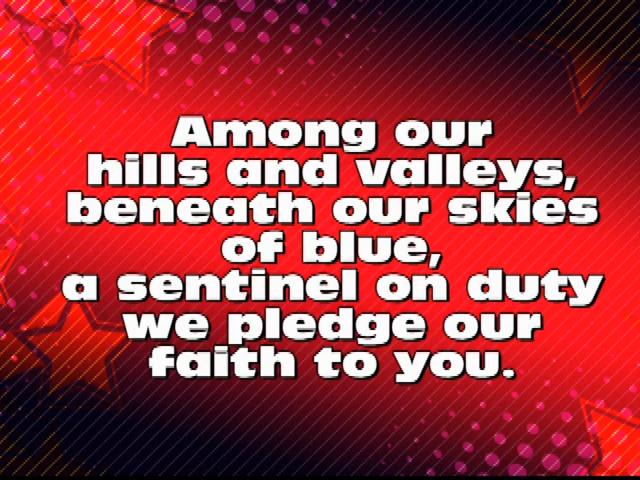 Among our
hills and valleys,
beneath our skies
of blue,
a sentinel on duty
we pledge our
faith to you.